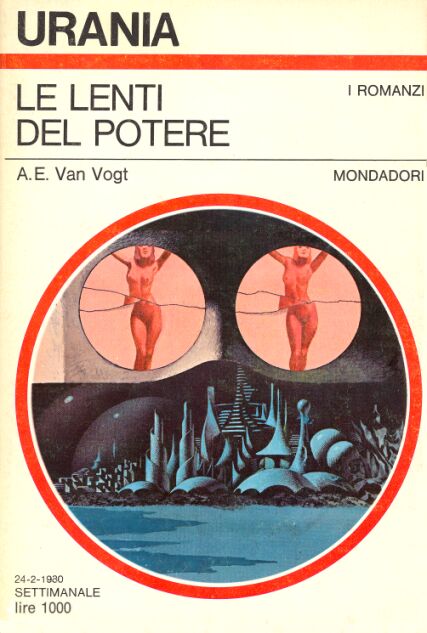 URANIA
LE LENTI
DEL POTERE
I ROMANZI
A.E. Van Vogt
MONDADORI
24-2-1980
SETTIMANALE
lire 1000